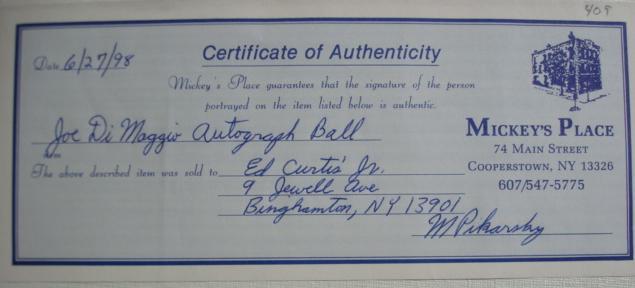 409
Certificate of Authenticity
Date 6/27/98
Mickey's Place guarantees that the signature of the person
portrayed on the item listed below is authentic.
Joe DiMaggio Autograph Ball
Item
The above described item was sold to Ed Curtis Jr.
9 Jewell Ave
Binghamton, NY 13901
MPikarsky
MICKEY'S PLACE
74 MAIN STREET
COOPERSTOWN, NY 13326
607/547-5775